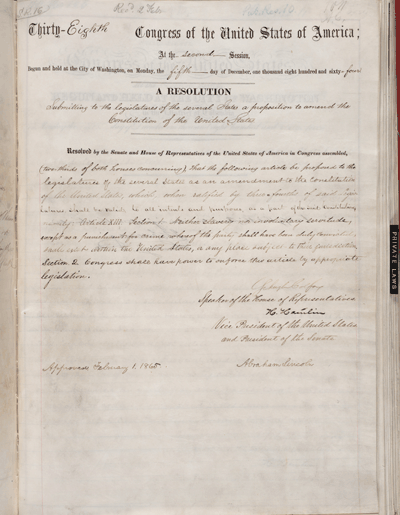 Thirty-Eighth Congress of the United States of America;
At the second Session,
Begun and held at the City of Washington, on Monday, the fifth day of December, one thousand eight hundred and sixty-four
A RESOLUTION
Submitting to the legislatures of the several States a proposition to amend the
Constitution of the United States
Resolved by the Senate and House of Representatives of the United States of America in Congress assembled,
(two thirds of both houses concurring), that the following article be proposed to the
legislatures of the several States as an amendment to the constitution
of the United States, which when ratified by three fourths of said legis-
latures shall be valid, to all intents and purposes, as a part of said constitution
namely: Article XIII. Section 1. Neither slavery nor involuntary servitude,
except as a punishment for crime whereof the party shall have been duly convict-
shall exist within the United States, or any place subject to their jurisdiction.
Section 2. Congress shall have power to enforce this article by appropriate
legislation.
Schuyler Colfax
Speaker of the House of Representatives
H. Hamlin
Vice President of the United States
and President of the Senate
Approved, February 1. 1865.
Abraham Lincoln
PRIVATE LAWS